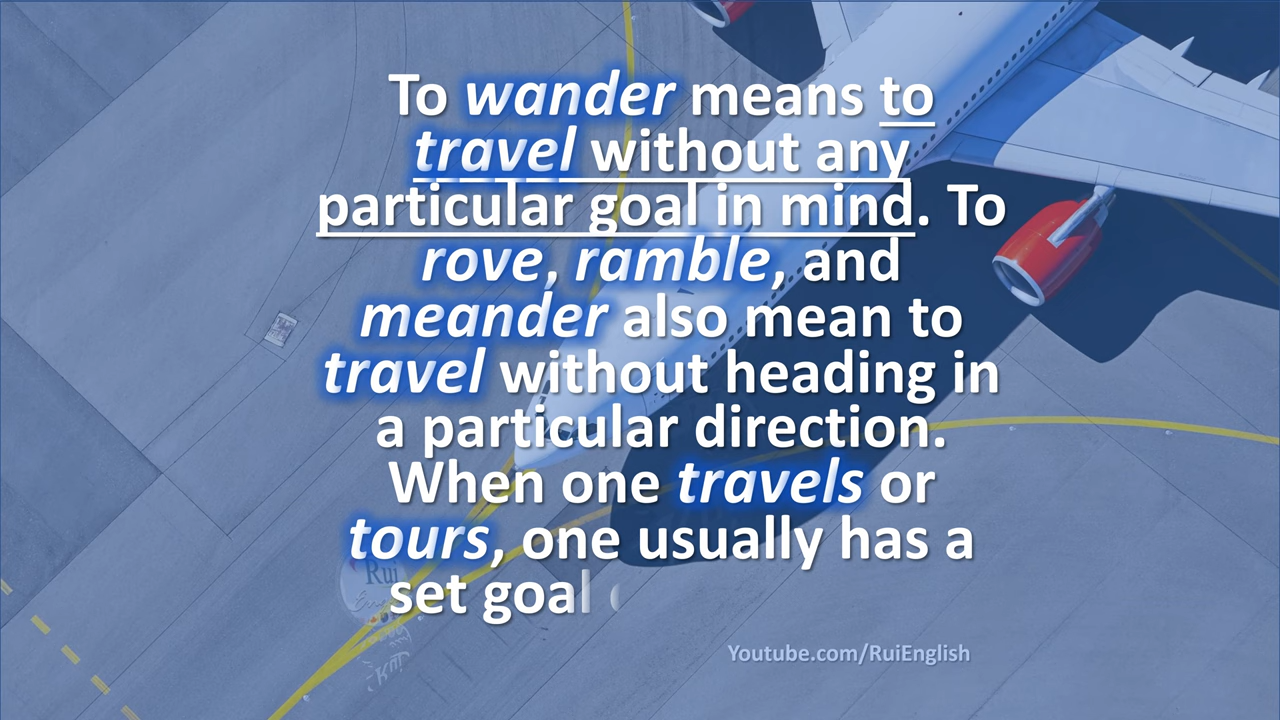 To wander means to
travel without any
particular goal in mind. To
rove, ramble, and
meander also mean to
travel without heading in
a particular direction.
When one travels or
tours, one usually has a
set goal
Rui
Youtube.com/RuiEnglish